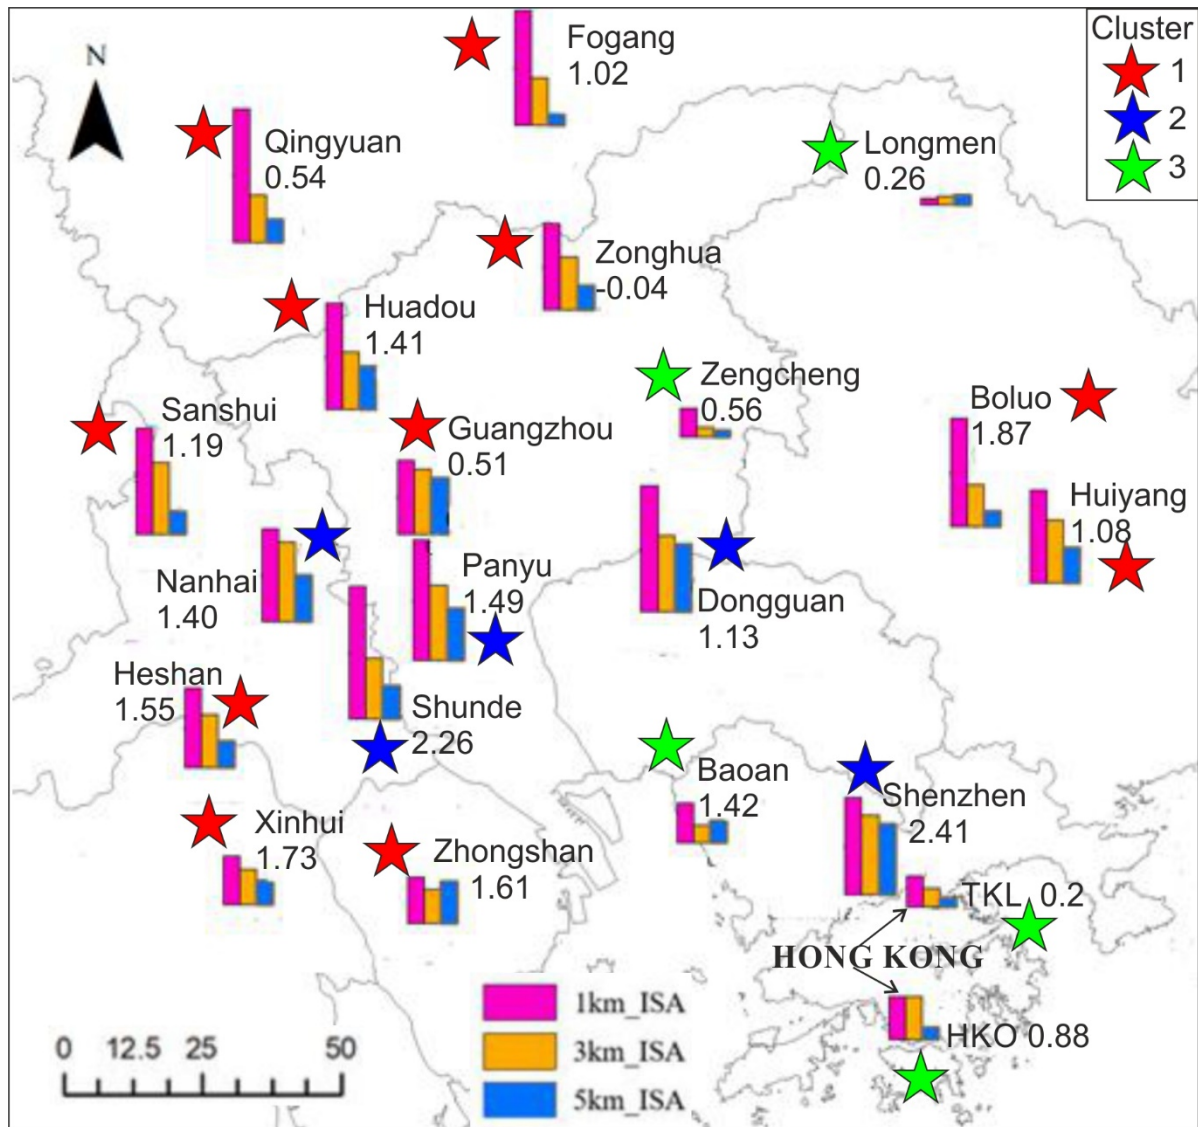 N
Fogang
1.02
Cluster
1
2
3
Qingyuan
0.54
Longmen
0.26
Zonghua
-0.04
Huadou
1.41
Zengcheng
0.56
Boluo
1.87
Sanshui
1.19
Guangzhou
0.51
Huiyang
1.08
Nanhai
1.40
Panyu
1.49
Dongguan
1.13
Heshan
1.55
Shunde
2.26
Baoan
1.42
Shenzhen
2.41
Xinhui
1.73
Zhongshan
1.61
TKL 0.2
HONG KONG
HKO 0.88
1km_ISA
3km_ISA
5km_ISA
0 12.5 25 50